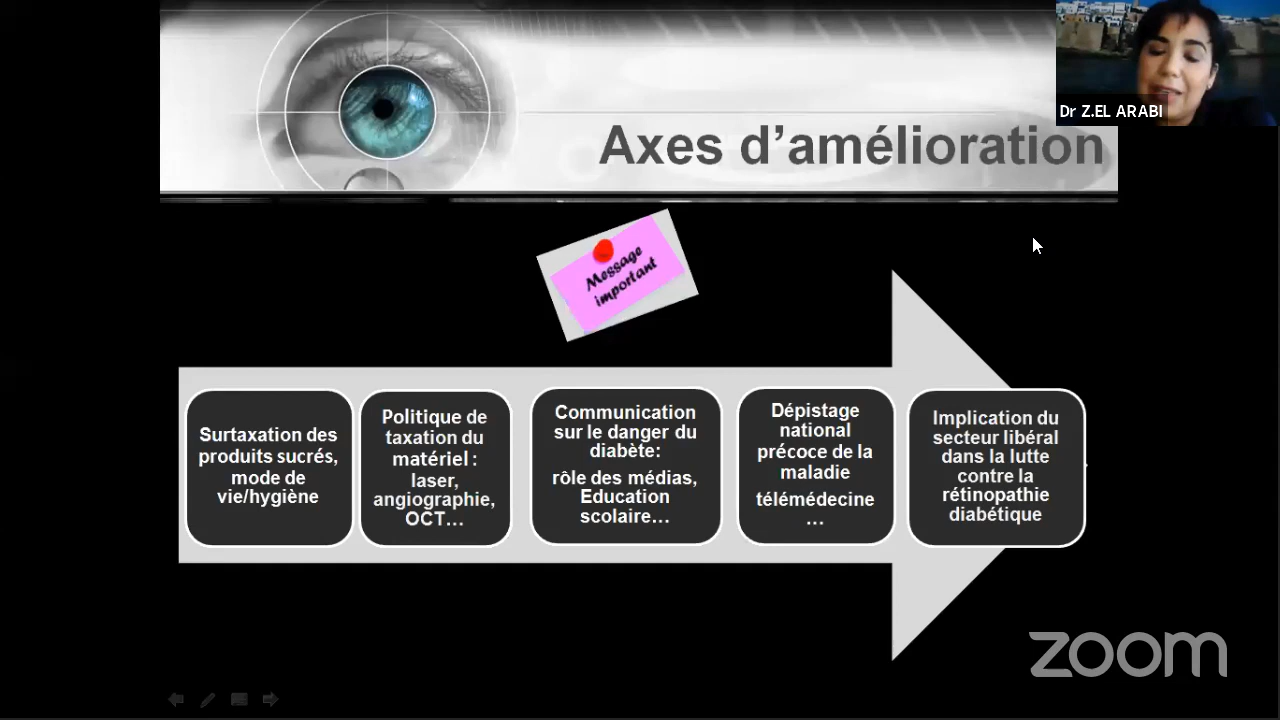 Dr Z.EL ARABI
Axes d’amélioration
Message
important
Surtaxation des
produits sucrés,
mode de
vie/hygiène
Politique de
taxation du
matériel :
laser,
angiographie,
OCT…
Communication
sur le danger du
diabète:
rôle des médias,
Education
scolaire…
Dépistage
national
précoce de la
maladie
télémédecine
…
Implication du
secteur libéral
dans la lutte
contre la
rétinopathie
diabétique
zoom